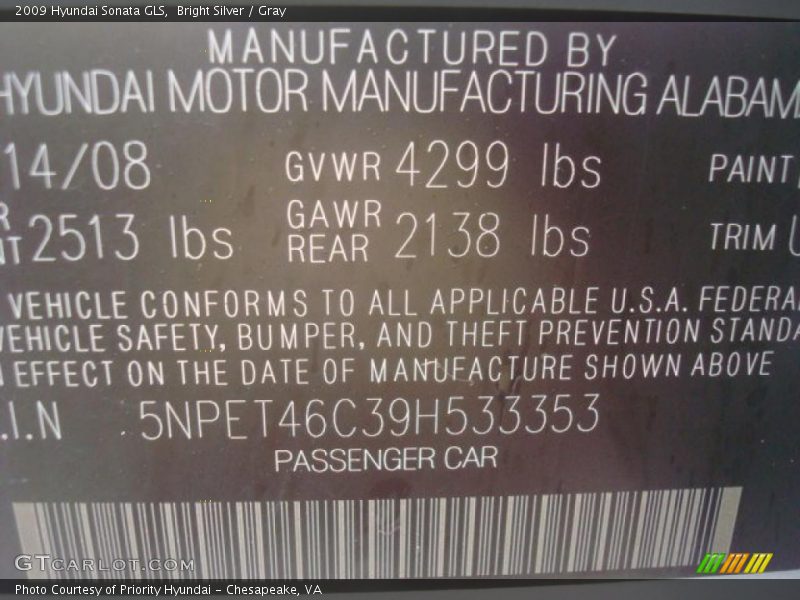 2009 Hyundai Sonata GLS, Bright Silver / Gray
MANUFACTURED BY
HYUNDAI MOTOR MANUFACTURING ALABAMA
14/08 GVWR 4299 lbs PAINT
2513 lbs GAWR REAR 2138 lbs TRIM
VEHICLE CONFORMS TO ALL APPLICABLE U.S.A. FEDERAL
VEHICLE SAFETY, BUMPER, AND THEFT PREVENTION STANDA
EFFECT ON THE DATE OF MANUFACTURE SHOWN ABOVE
.I.N 5NPET46C39H533353
PASSENGER CAR
GTCARLOT.COM
Photo Courtesy of Priority Hyundai - Chesapeake, VA